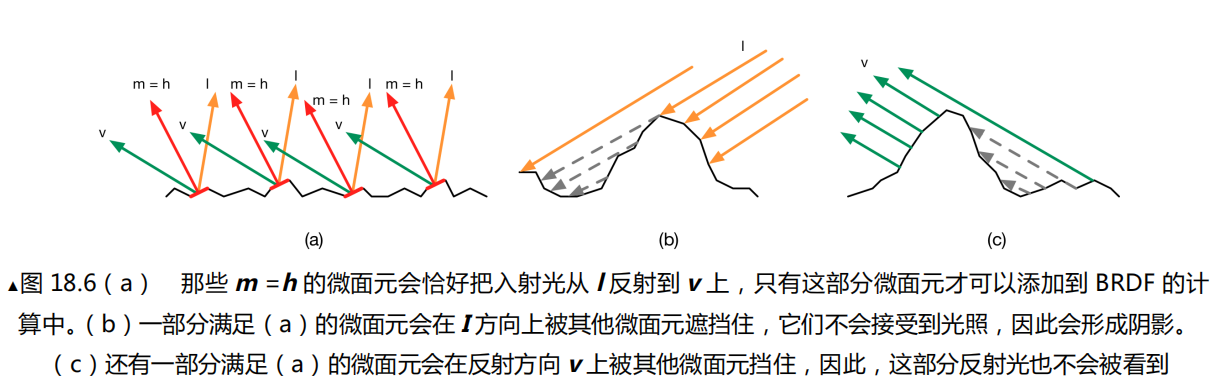 m = h l m = h l m = h l m = h l
v v v v
l
v
(a) (b) (c)
▲图 18.6(a) 那些 m =h 的微面元会恰好把入射光从 l 反射到 v 上,只有这部分微面元才可以添加到 BRDF 的计
算中。(b)一部分满足(a)的微面元会在 I 方向上被其他微面元遮挡住,它们不会接受到光照,因此会形成阴影。
(c)还有一部分满足(a)的微面元会在反射方向 v 上被其他微面元挡住,因此,这部分反射光也不会被看到